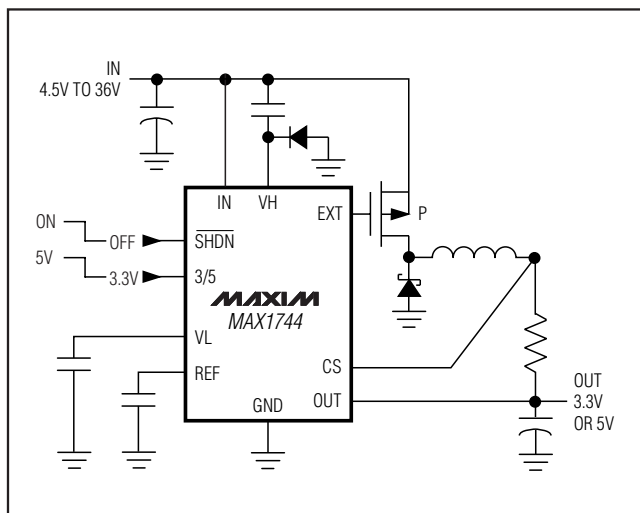 IN
4.5V TO 36V
IN
VH
EXT
P
ON
OFF
SHDN
5V
3.3V
3/5
MAXIM
MAX1744
VL
CS
REF
OUT
GND
OUT
3.3V
OR 5V